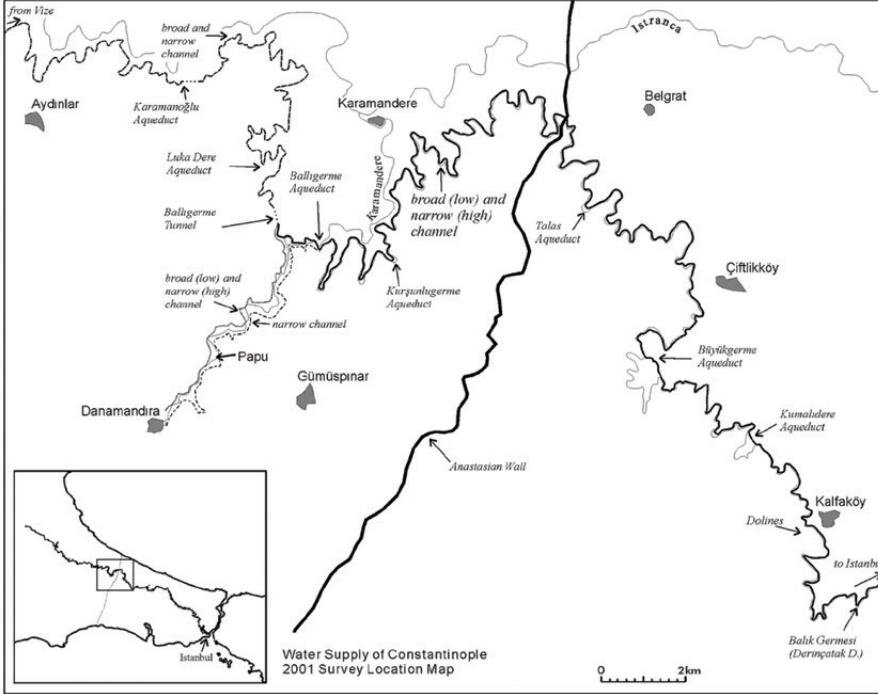 from Vize
broad and
narrow
channel
Istranca
Aydınlar
Karamanoğlu
Aqueduct
Karamandere
Belgrat
Luka Dere
Aqueduct
Ballıgerme
Aqueduct
Karamandere
broad (low) and
narrow (high)
channel
Ballıgerme
Tunnel
Talas
Aqueduct
Çiftlikköy
broad (low) and
narrow (high)
channel
Kurşunlugerme
Aqueduct
narrow channel
Papu
Büyükgerme
Aqueduct
Gümüspınar
Danamandıra
Kumalıdere
Aqueduct
Anastasian Wall
Kalfaköy
Dolines
to Istanbu
Balık Germesi
(Derinçatak D.)
Istanbul
Water Supply of Constantinople
2001 Survey Location Map
0 2km